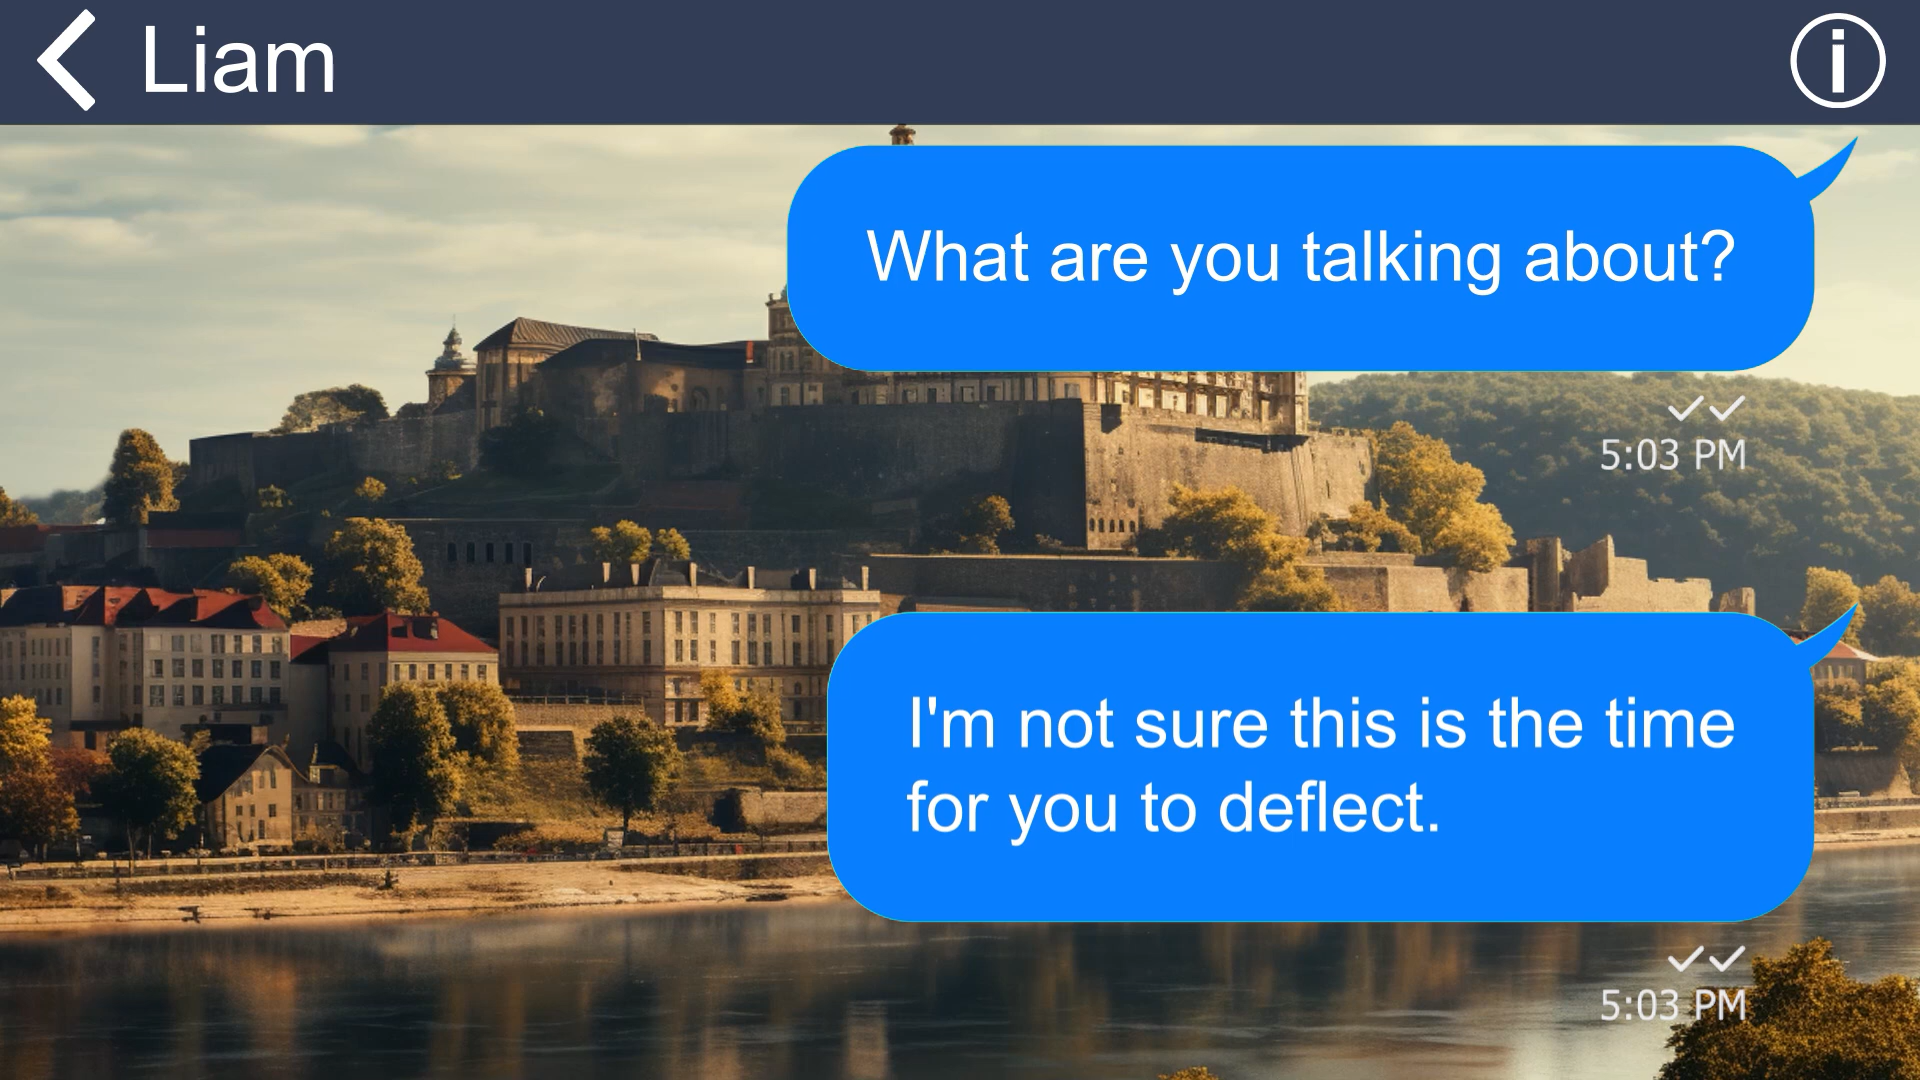 Liam
What are you talking about?
5:03 PM
I'm not sure this is the time
for you to deflect.
5:03 PM